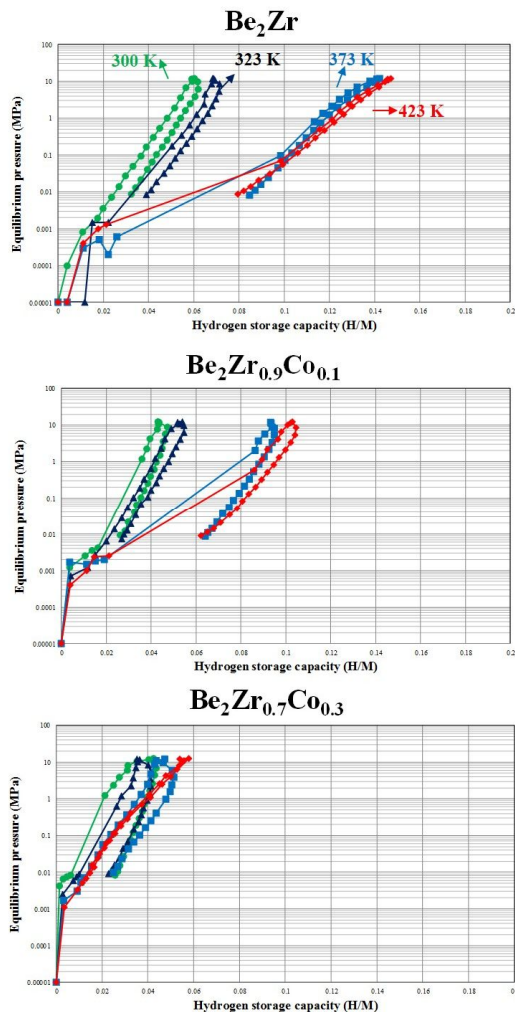 Be₂Zr
300 K 323 K 373 K
423 K
Equilibrium pressure (MPa)
100
10
1
0.1
0.01
0.001
0.0001
0.00001
0 0.02 0.04 0.06 0.08 0.1 0.12 0.14 0.16 0.18 0.2
Hydrogen storage capacity (H/M)
Be₂Zr₀.₉Co₀.₁
Equilibrium pressure (MPa)
100
10
1
0.1
0.01
0.001
0.0001
0.00001
0 0.02 0.04 0.06 0.08 0.1 0.12 0.14 0.16 0.18 0.2
Hydrogen storage capacity (H/M)
Be₂Zr₀.₇Co₀.₃
Equilibrium pressure (MPa)
100
10
1
0.1
0.01
0.001
0.0001
0.00001
0 0.02 0.04 0.06 0.08 0.1 0.12 0.14 0.16 0.18 0.
Hydrogen storage capacity (H/M)